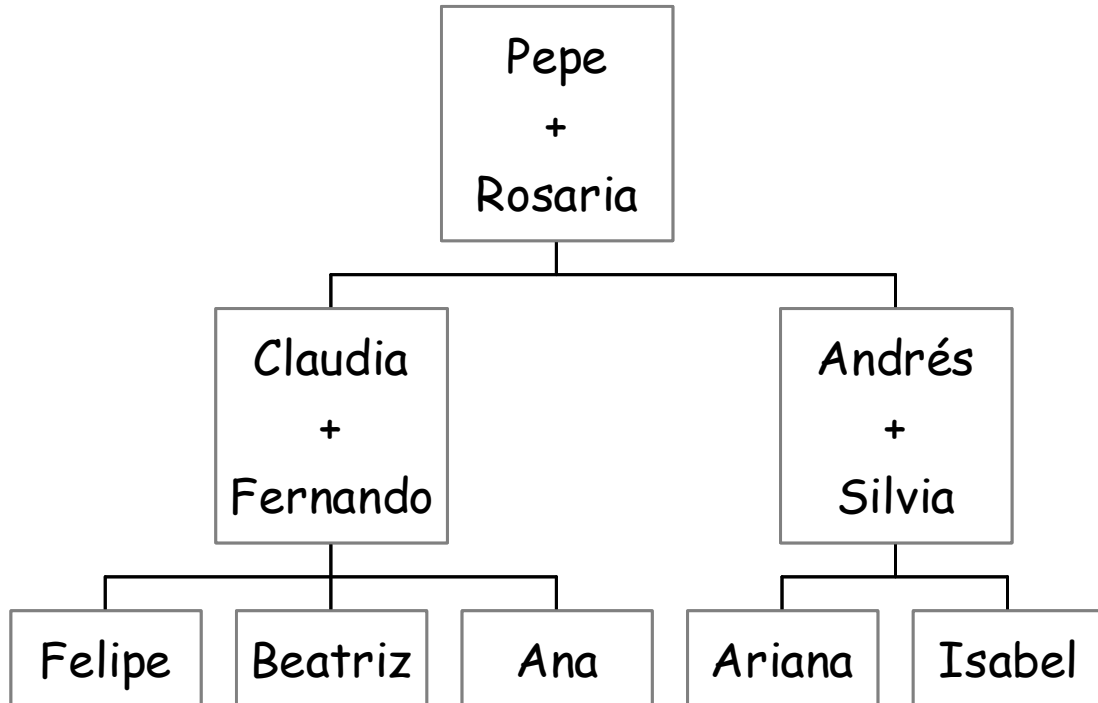 Pepe
+
Rosaria
Claudia
+
Fernando
Andrés
+
Silvia
Felipe
Beatriz
Ana
Ariana
Isabel